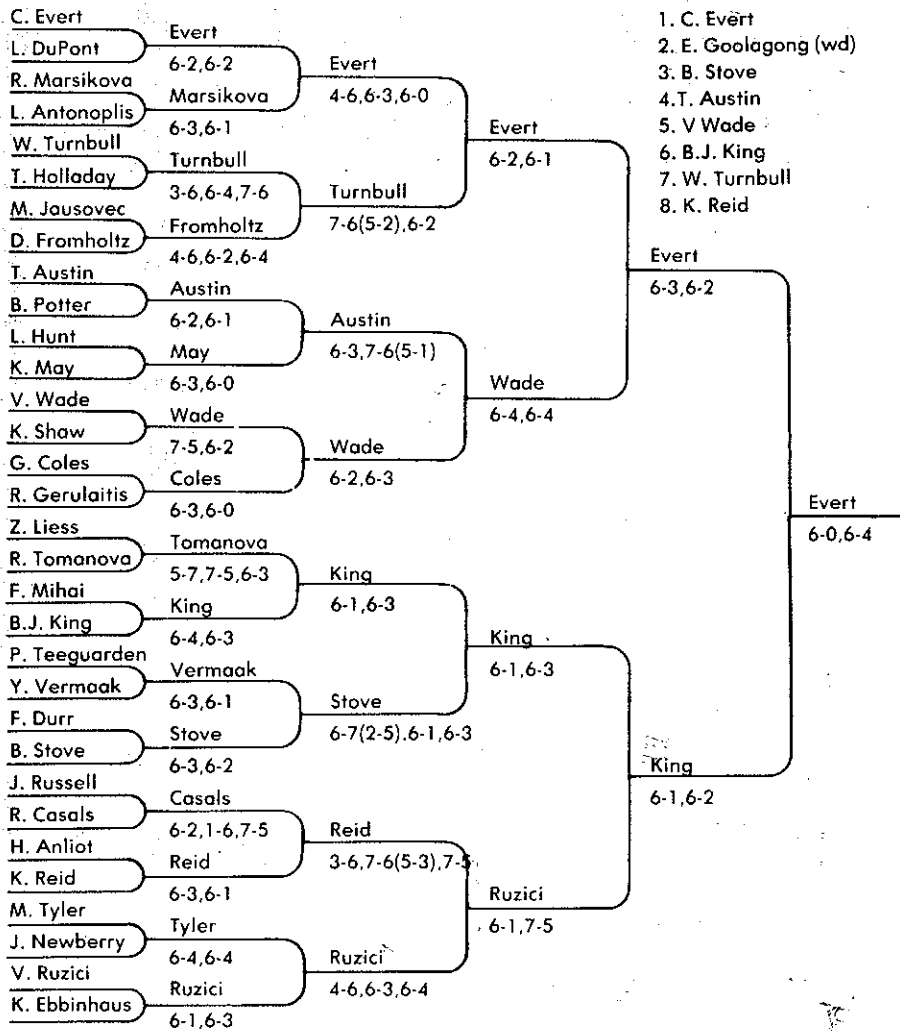 C. Evert
L. DuPont
R. Marsikova
L. Antonoplis
W. Turnbull
T. Holladay
M. Jausovec
D. Fromholtz
T. Austin
B. Potter
L. Hunt
K. May
V. Wade
K. Shaw
G. Coles
R. Gerulaitis
Z. Liess
R. Tomanova
F. Mihai
B.J. King
P. Teeguarden
Y. Vermaak
F. Durr
B. Stove
J. Russell
R. Casals
H. Anliot
K. Reid
M. Tyler
J. Newberry
V. Ruzici
K. Ebbinhaus
Evert
6-2,6-2
Marsikova
6-3,6-1
Turnbull
3-6,6-4,7-6
Fromholtz
4-6,6-2,6-4
Austin
6-2,6-1
May
6-3,6-0
Wade
7-5,6-2
Coles
6-3,6-0
Tomanova
5-7,7-5,6-3
King
6-4,6-3
Vermaak
6-3,6-1
Stove
6-3,6-2
Casals
6-2,1-6,7-5
Reid
6-3,6-1
Tyler
6-4,6-4
Ruzici
6-1,6-3
Evert
4-6,6-3,6-0
Turnbull
7-6(5-2),6-2
Austin
6-3,7-6(5-1)
Wade
6-2,6-3
King
6-1,6-3
Stove
6-7(2-5).6-1,6-3
Reid
3-6,7-6(5-3),7-5
Ruzici
4-6,6-3,6-4
Evert
6-2,6-1
Wade
6-4,6-4
King
6-1,6-3
Ruzici
6-1,7-5
Evert
6-3,6-2
King
6-1,6-2
Evert
6-0,6-4
1. C. Evert
2. E. Goolagong (wd)
3. B. Stove
4.T. Austin
5. V Wade
6. B.J. King
7. W. Turnbull
8. K. Reid